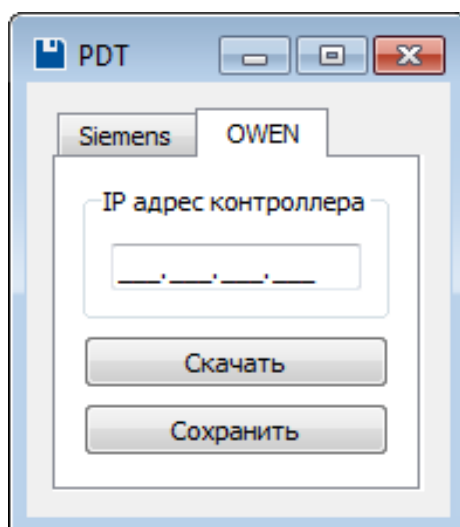 PDT
Siemens OWEN
IP адрес контроллера
___.___.___.___
Скачать
Сохранить